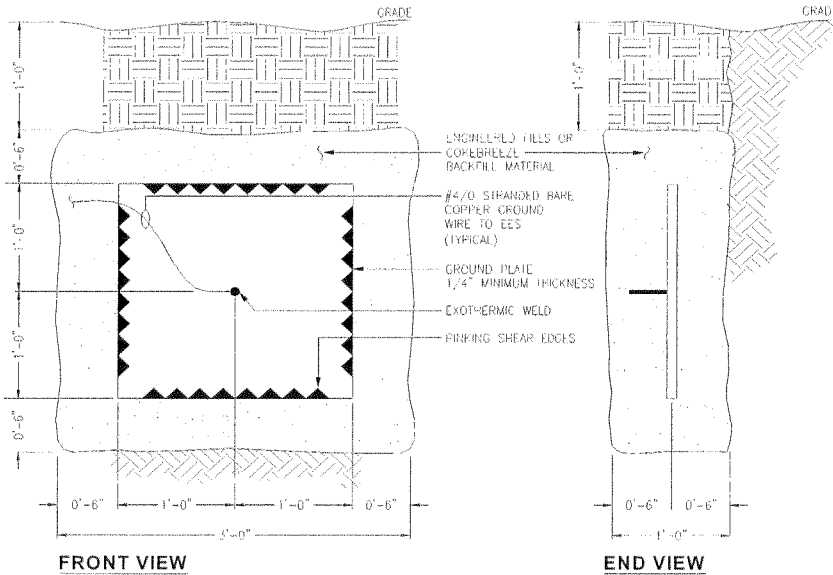 GRADE
GRAD
1'-0"
1'-0"
0'-6"
ENGINEERED FILLS OR
COKEBREEZE
BACKFILL MATERIAL
#4/0 STRANDED BARE
COPPER GROUND
WIRE TO EES
(TYPICAL)
1'-0"
GROUND PLATE
1/4" MINIMUM THICKNESS
EXOTHERMIC WELD
PINKING SHEAR EDGES
1'-0"
0'-6"
0'-6"
1'-0"
1'-0"
0'-6"
3'-0"
0'-6"
0'-6"
1'-0"
FRONT VIEW
END VIEW